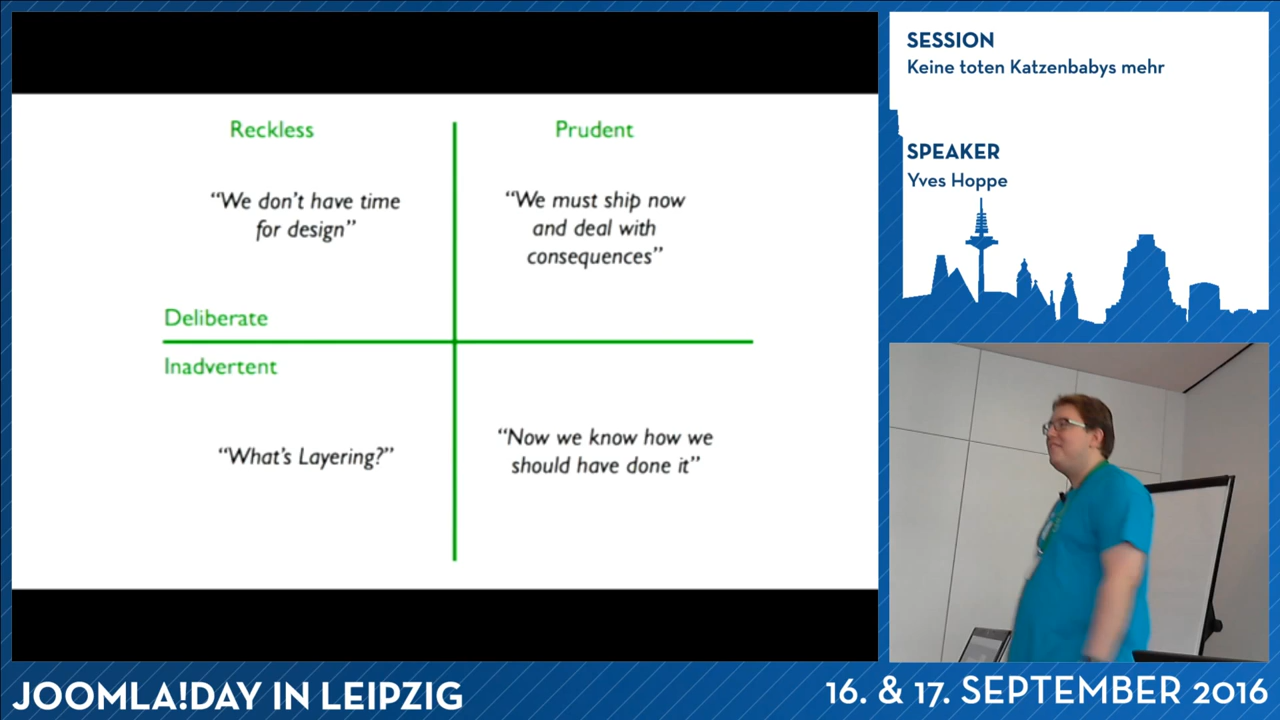 Reckless
Prudent
“We don’t have time
for design”
“We must ship now
and deal with
consequences”
Deliberate
Inadvertent
“What’s Layering?”
“Now we know how we
should have done it”
SESSION
Keine toten Katzenbabys mehr
SPEAKER
Yves Hoppe
JOOMLA!DAY IN LEIPZIG
16. & 17. SEPTEMBER 2016